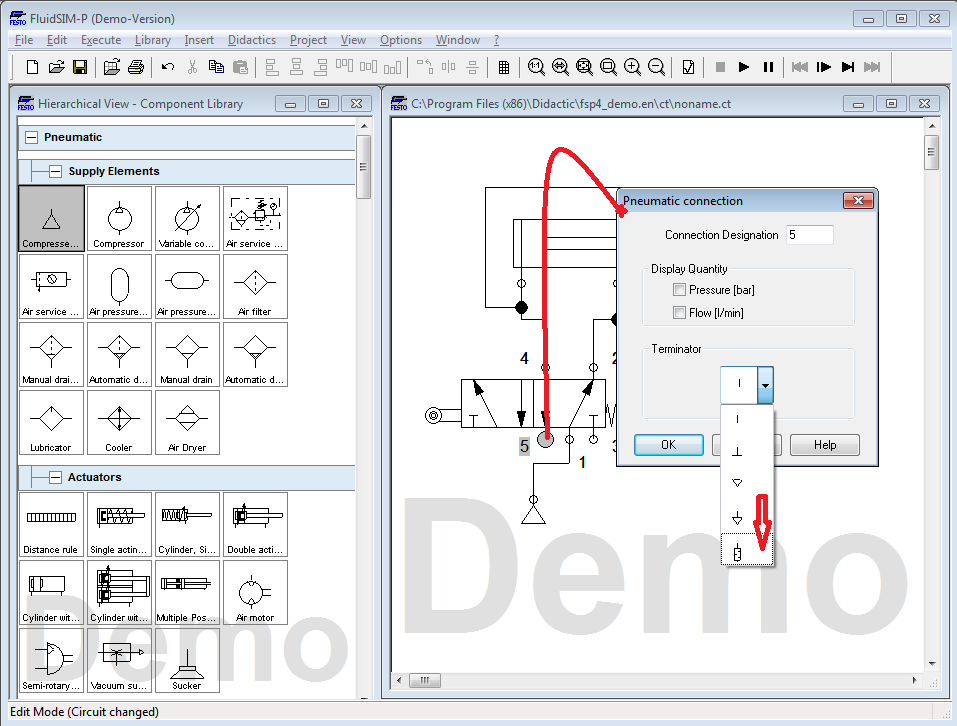 FluidSIM-P (Demo-Version)
File Edit Execute Library Insert Didactics Project View Options Window ?
FESTO Hierarchical View - Component Library
Pneumatic
Supply Elements
Compresse... Compressor Variable co... Air service ...
Air service ... Air pressure... Air pressure... Air filter
Manual drai... Automatic d... Manual drain Automatic d...
Lubricator Cooler Air Dryer
Actuators
Distance rule Single actin... Cylinder, Si... Double acti...
Cylinder wit... Cylinder wit... Multiple Pos... Air motor
Semi-rotary... Vacuum su... Sucker
Demo
FESTO C:\Program Files (x86)\Didactic\fsp4_demo.en\ct\noname.ct
4
2
5
1
3
Demo
Pneumatic connection
Connection Designation 5
Display Quantity
Pressure [bar]
Flow [l/min]
Terminator
OK Help
Edit Mode (Circuit changed)